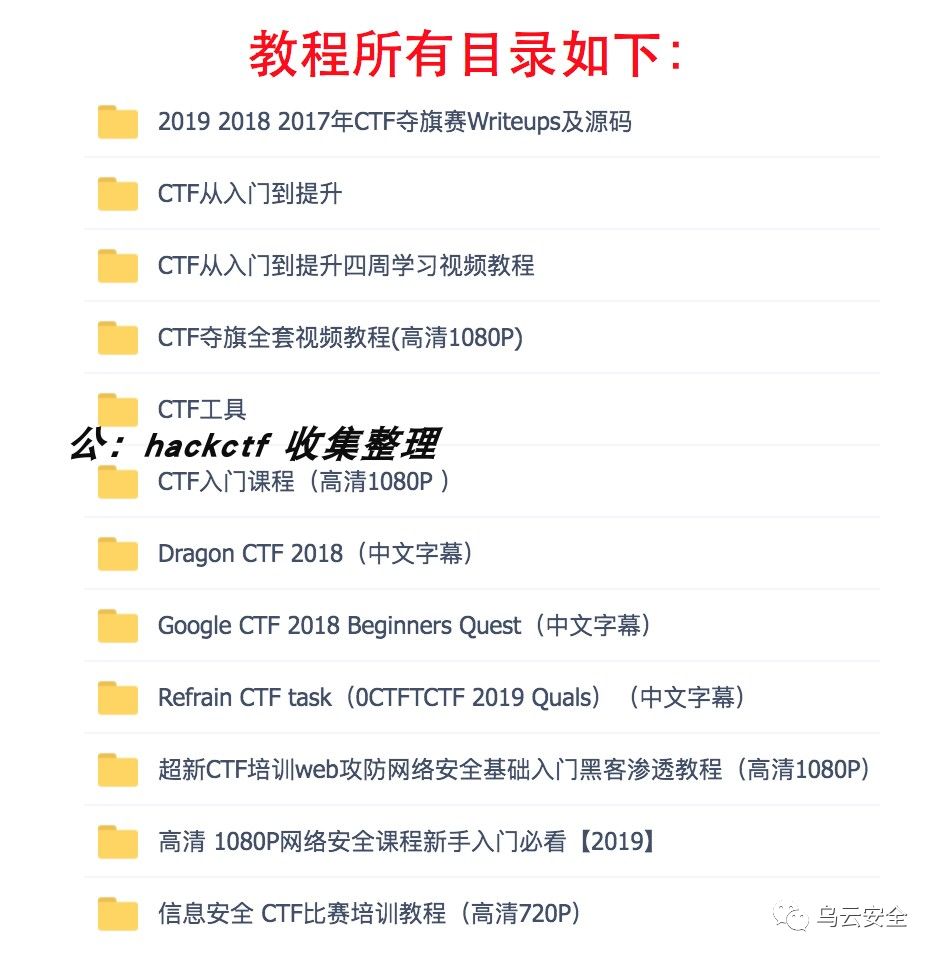 教程所有目录如下：
2019 2018 2017年CTF夺旗赛Writeups及源码
CTF从入门到提升
CTF从入门到提升四周学习视频教程
CTF夺旗全套视频教程(高清1080P)
CTF工具
公：hackctf 收集整理
CTF入门课程（高清1080P ）
Dragon CTF 2018（中文字幕）
Google CTF 2018 Beginners Quest（中文字幕）
Refrain CTF task（0CTFTCTF 2019 Quals）（中文字幕）
超新CTF培训web攻防网络安全基础入门黑客渗透教程（高清1080P）
高清 1080P网络安全课程新手入门必看【2019】
信息安全 CTF比赛培训教程（高清720P）
乌云安全